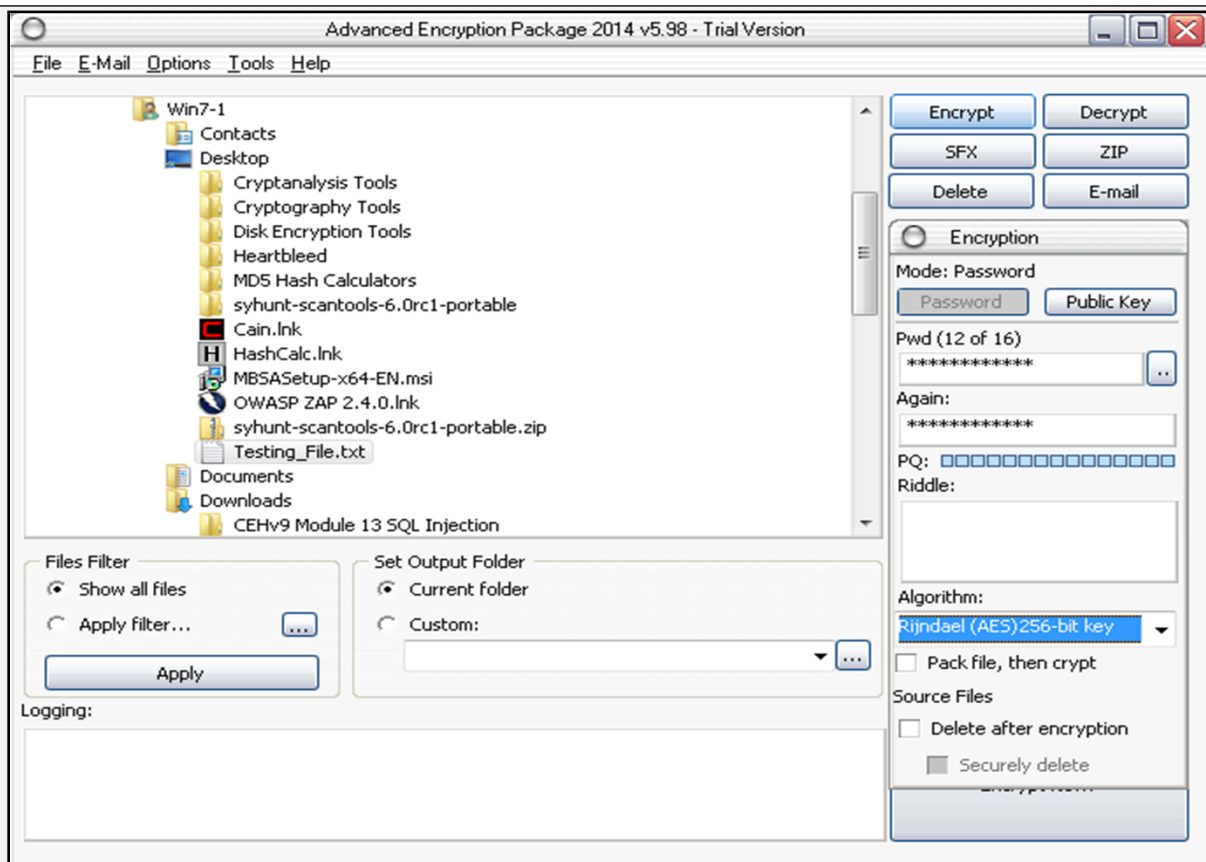 Advanced Encryption Package 2014 v5.98 - Trial Version
File E-Mail Options Tools Help
Win7-1
Contacts
Desktop
Cryptanalysis Tools
Cryptography Tools
Disk Encryption Tools
Heartbleed
MD5 Hash Calculators
syhunt-scantools-6.0rc1-portable
Cain.lnk
HashCalc.lnk
MBSASetup-x64-EN.msi
OWASP ZAP 2.4.0.lnk
syhunt-scantools-6.0rc1-portable.zip
Testing_File.txt
Documents
Downloads
CEHv9 Module 13 SQL Injection
Files Filter
Show all files
Apply filter...
...
Apply
Set Output Folder
Current folder
Custom:
...
Logging:
Encrypt Decrypt
SFX ZIP
Delete E-mail
Encryption
Mode: Password
Password Public Key
Pwd (12 of 16)
************
..
Again:
************
PQ:
Riddle:
Algorithm:
Rijndael (AES)256-bit key
Pack file, then crypt
Source Files
Delete after encryption
Securely delete